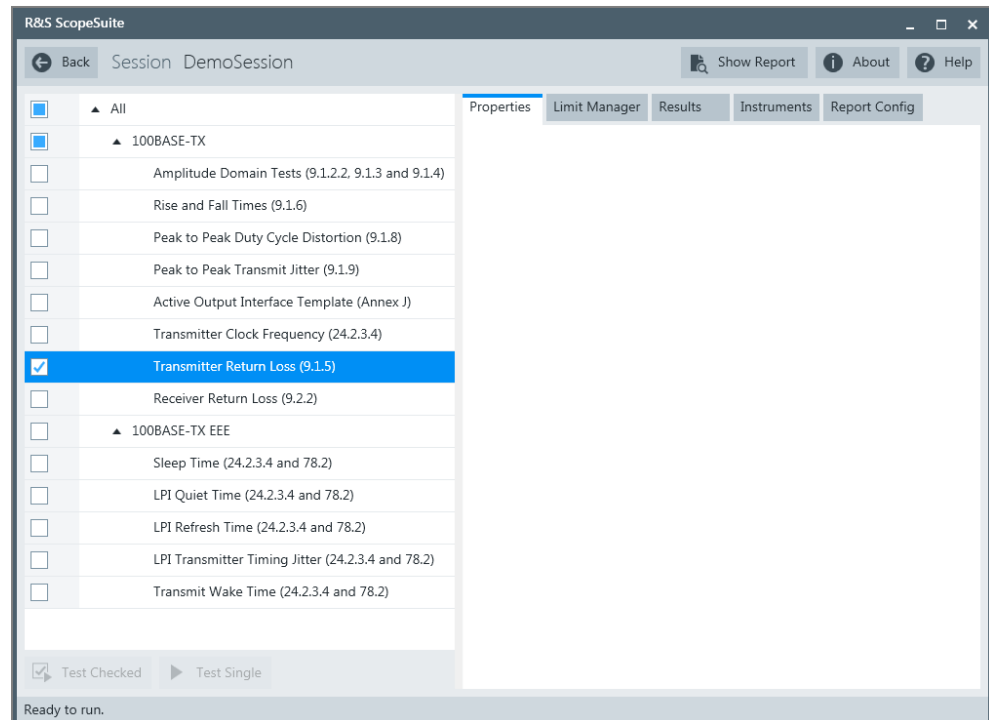 R&S ScopeSuite
Back Session DemoSession Show Report About Help
All
100BASE-TX
Amplitude Domain Tests (9.1.2.2, 9.1.3 and 9.1.4)
Rise and Fall Times (9.1.6)
Peak to Peak Duty Cycle Distortion (9.1.8)
Peak to Peak Transmit Jitter (9.1.9)
Active Output Interface Template (Annex J)
Transmitter Clock Frequency (24.2.3.4)
Transmitter Return Loss (9.1.5)
Receiver Return Loss (9.2.2)
100BASE-TX EEE
Sleep Time (24.2.3.4 and 78.2)
LPI Quiet Time (24.2.3.4 and 78.2)
LPI Refresh Time (24.2.3.4 and 78.2)
LPI Transmitter Timing Jitter (24.2.3.4 and 78.2)
Transmit Wake Time (24.2.3.4 and 78.2)
Properties Limit Manager Results Instruments Report Config
Test Checked Test Single
Ready to run.